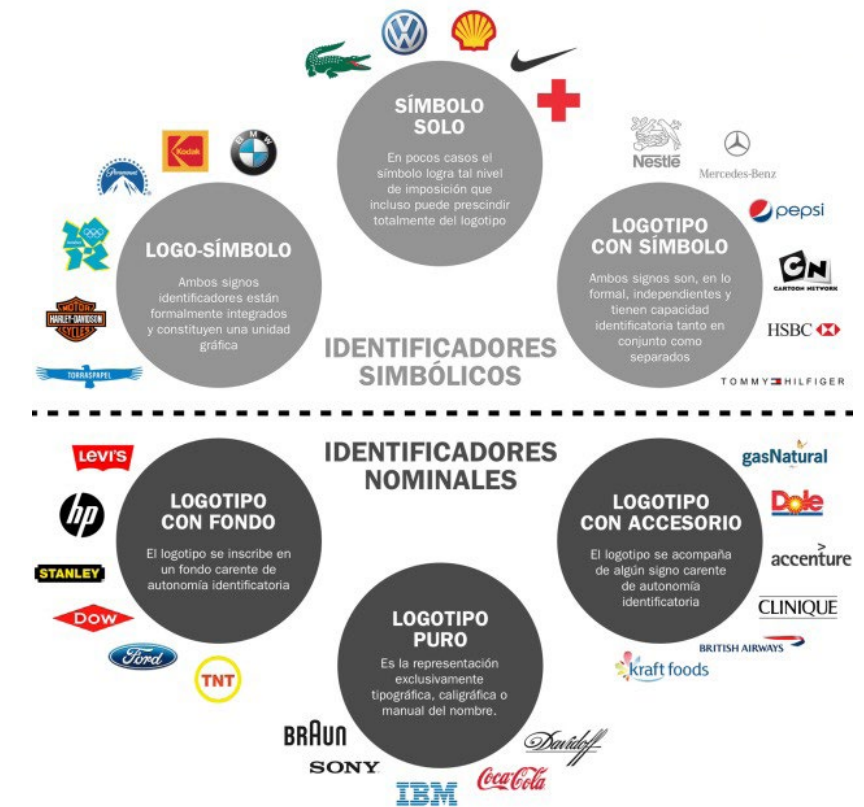 SÍMBOLO
SOLO
En pocos casos el
símbolo logra tal nivel
de imposición que
incluso puede prescindir
totalmente del logotipo
Kodak
BMW
Paramount
london
MOTOR
HARLEY-DAVIDSON
CYCLES
TORRASPAPEL
LOGO-SÍMBOLO
Ambos signos
identificadores están
formalmente integrados
y constituyen una unidad
gráfica
Nestlé
Mercedes-Benz
pepsi
CN
CARTOON NETWORK
HSBC
TOMMY HILFIGER
LOGOTIPO
CON SÍMBOLO
Ambos signos son, en lo
formal, independientes y
tienen capacidad
identificatoria tanto en
conjunto como
separados
IDENTIFICADORES
SIMBÓLICOS
IDENTIFICADORES
NOMINALES
LEVI'S
hp
STANLEY
DOW
Ford
TNT
LOGOTIPO
CON FONDO
El logotipo se inscribe en
un fondo carente de
autonomía identificatoria
LOGOTIPO
CON ACCESORIO
El logotipo se acompaña
de algún signo carente
de autonomía
identificatoria
gasNatural
Dole
accenture
CLINIQUE
BRITISH AIRWAYS
kraft foods
LOGOTIPO
PURO
Es la representación
exclusivamente
tipográfica, caligráfica o
manual del nombre.
BRAUN
SONY
IBM
Coca-Cola
Davidoff